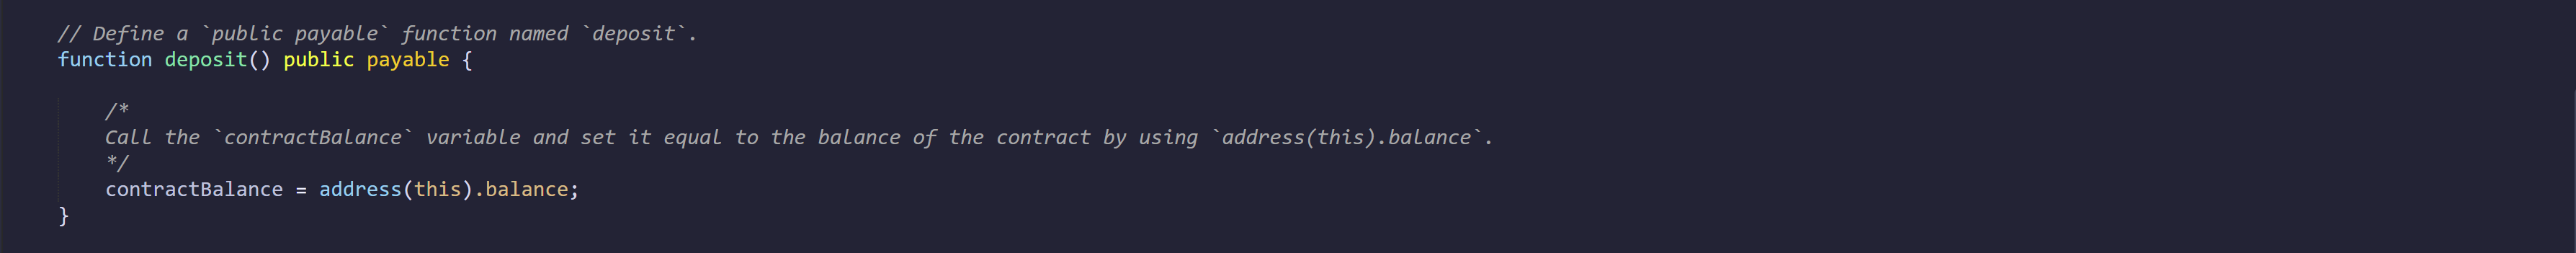 // Define a `public payable` function named `deposit`.
function deposit() public payable {
/*
Call the `contractBalance` variable and set it equal to the balance of the contract by using `address(this).balance`.
*/
contractBalance = address(this).balance;
}